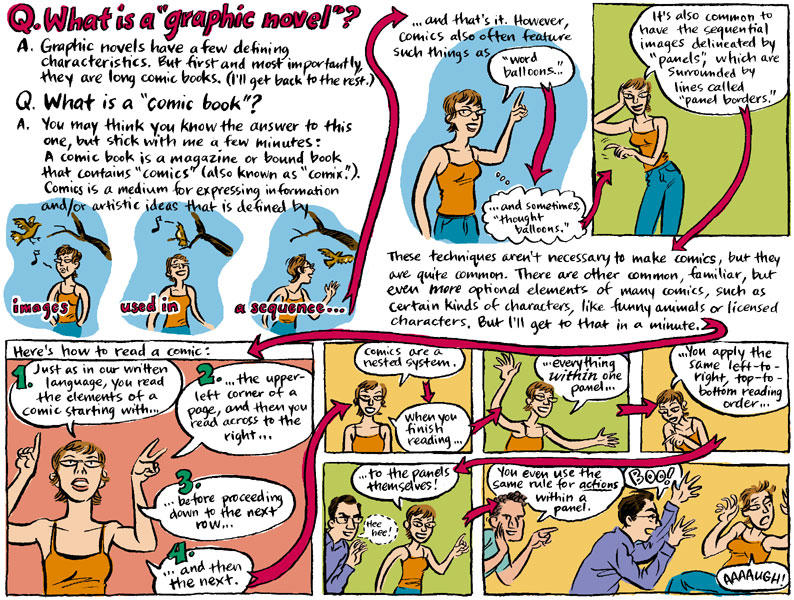 Q. What is a "graphic novel"?
A. Graphic novels have a few defining
characteristics. But first and most importantly,
they are long comic books. (I'll get back to the rest.)
Q. What is a "comic book"?
A. You may think you know the answer to this
one, but stick with me a few minutes:
A comic book is a magazine or bound book
that contains "comics" (also known as "comix").
Comics is a medium for expressing information
and/or artistic ideas that is defined by
images
used in
a sequence...
...and that's it. However,
comics also often feature
such things as
"word
balloons..."
...and sometimes,
"thought
balloons."
It's also common to
have the sequential
images delineated
by "panels", which are
surrounded by
lines called
"panel borders."
These techniques aren't necessary to make comics, but they
are quite common. There are other common, familiar, but
even more optional elements of many comics, such as
certain kinds of characters, like funny animals or licensed
characters. But I'll get to that in a minute.
Here's how to read a comic:
1. Just as in our written
language, you read
the elements of a
comic starting with...
2. ...the upper-
left corner of a
page, and then you
read across to the
right...
3.
...before proceeding
down to the next
row...
4.
...and then
the next.
Comics are a
nested system.
When you
finish
reading...
...everything
within one
panel...
...You apply the
same left-to-
right, top-to-
bottom reading
order...
...to the panels
themselves!
Hee
hee!
You even use the
same rule for actions
within a
panel.
BOO!
AAAAUGH!